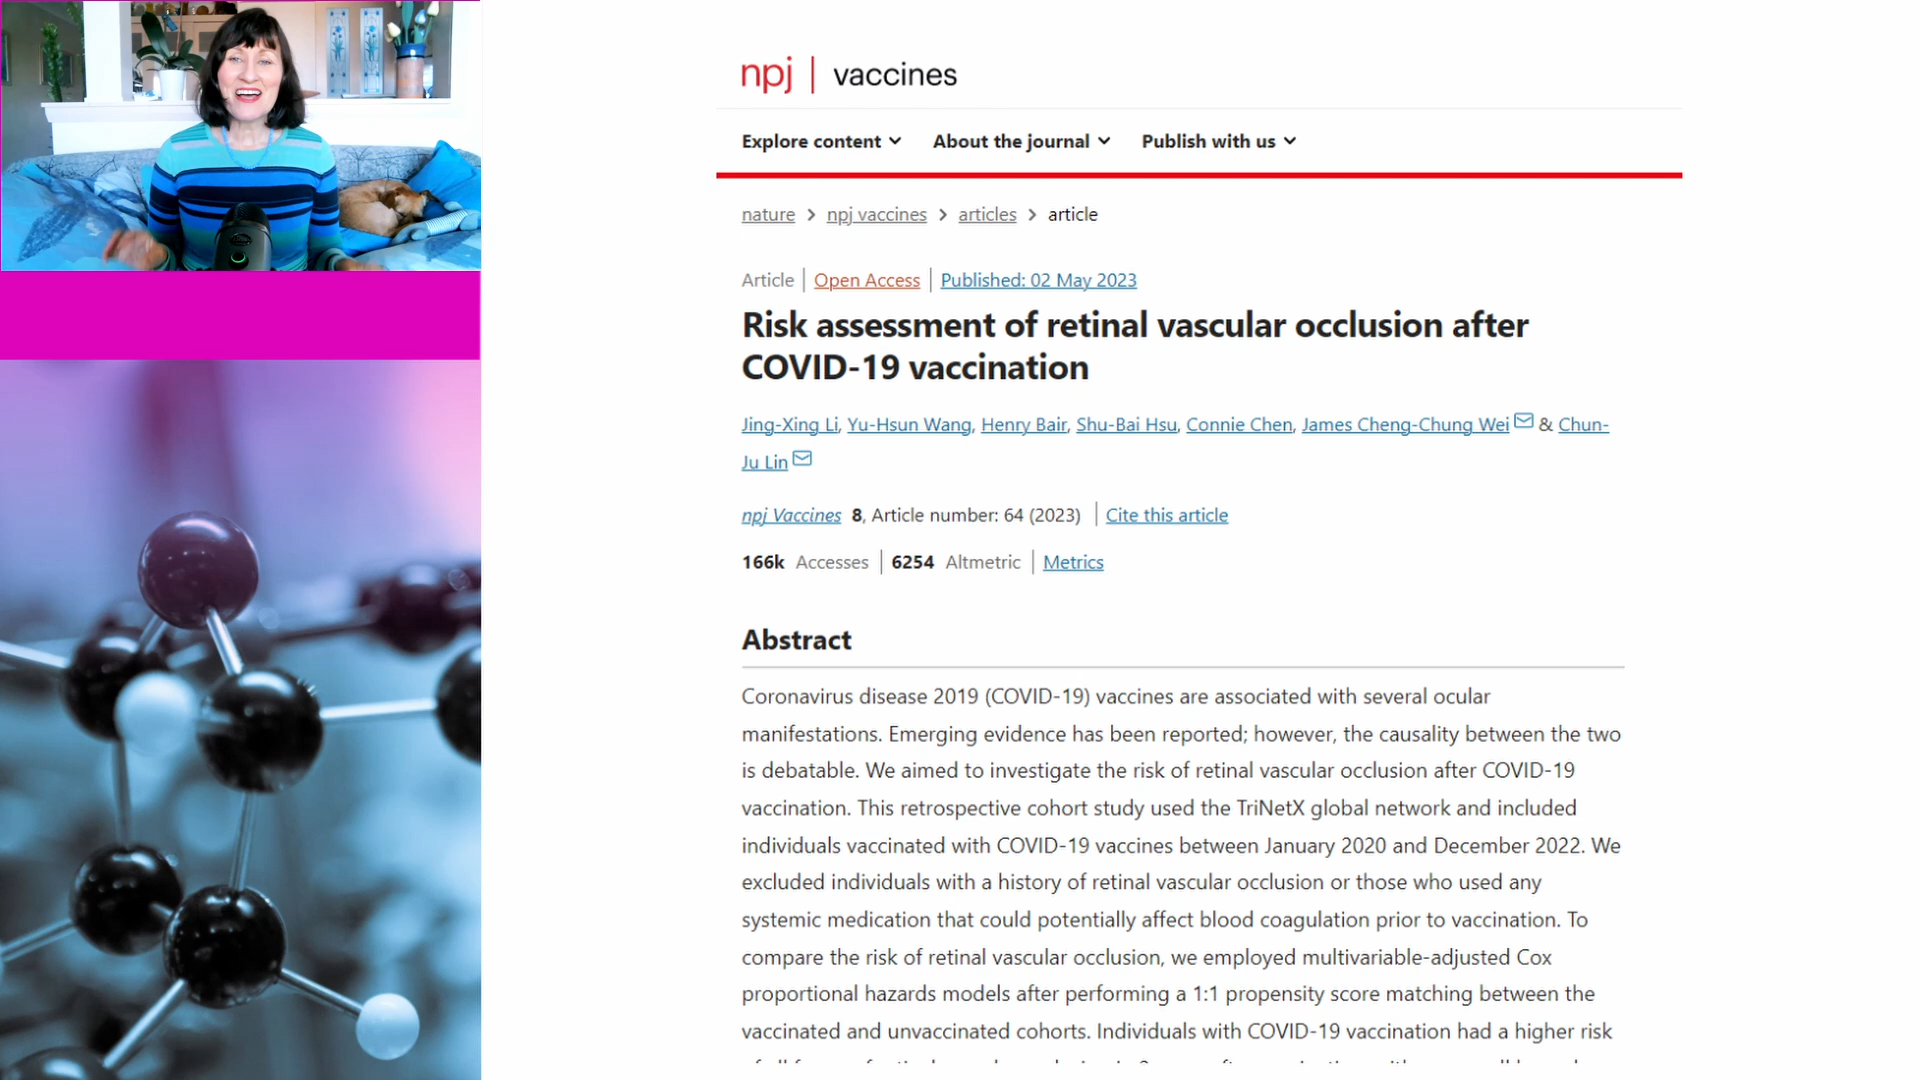 npj | vaccines
Explore content About the journal Publish with us
nature > npj vaccines > articles > article
Article | Open Access | Published: 02 May 2023
Risk assessment of retinal vascular occlusion after
COVID-19 vaccination
Jing-Xing Li, Yu-Hsun Wang, Henry Bair, Shu-Bai Hsu, Connie Chen, James Cheng-Chung Wei & Chun-
Ju Lin
npj Vaccines 8, Article number: 64 (2023) | Cite this article
166k Accesses | 6254 Altmetric | Metrics
Abstract
Coronavirus disease 2019 (COVID-19) vaccines are associated with several ocular
manifestations. Emerging evidence has been reported; however, the causality between the two
is debatable. We aimed to investigate the risk of retinal vascular occlusion after COVID-19
vaccination. This retrospective cohort study used the TriNetX global network and included
individuals vaccinated with COVID-19 vaccines between January 2020 and December 2022. We
excluded individuals with a history of retinal vascular occlusion or those who used any
systemic medication that could potentially affect blood coagulation prior to vaccination. To
compare the risk of retinal vascular occlusion, we employed multivariable-adjusted Cox
proportional hazards models after performing a 1:1 propensity score matching between the
vaccinated and unvaccinated cohorts. Individuals with COVID-19 vaccination had a higher risk